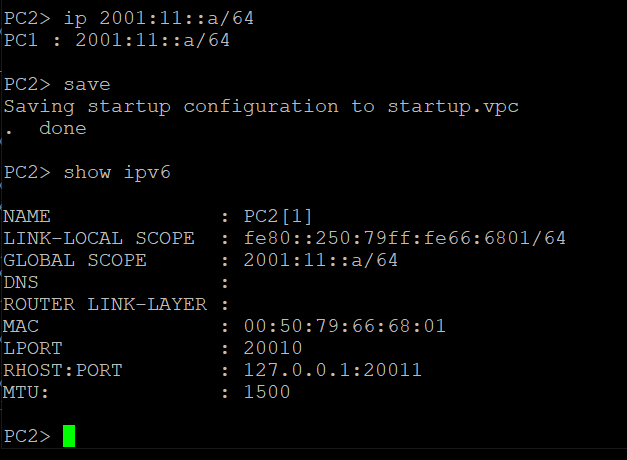 PC2> ip 2001:11::a/64
PC1 : 2001:11::a/64
PC2> save
Saving startup configuration to startup.vpc
.  done
PC2> show ipv6
NAME              : PC2[1]
LINK-LOCAL SCOPE  : fe80::250:79ff:fe66:6801/64
GLOBAL SCOPE      : 2001:11::a/64
DNS               :
ROUTER LINK-LAYER :
MAC               : 00:50:79:66:68:01
LPORT             : 20010
RHOST:PORT        : 127.0.0.1:20011
MTU:              : 1500
PC2>